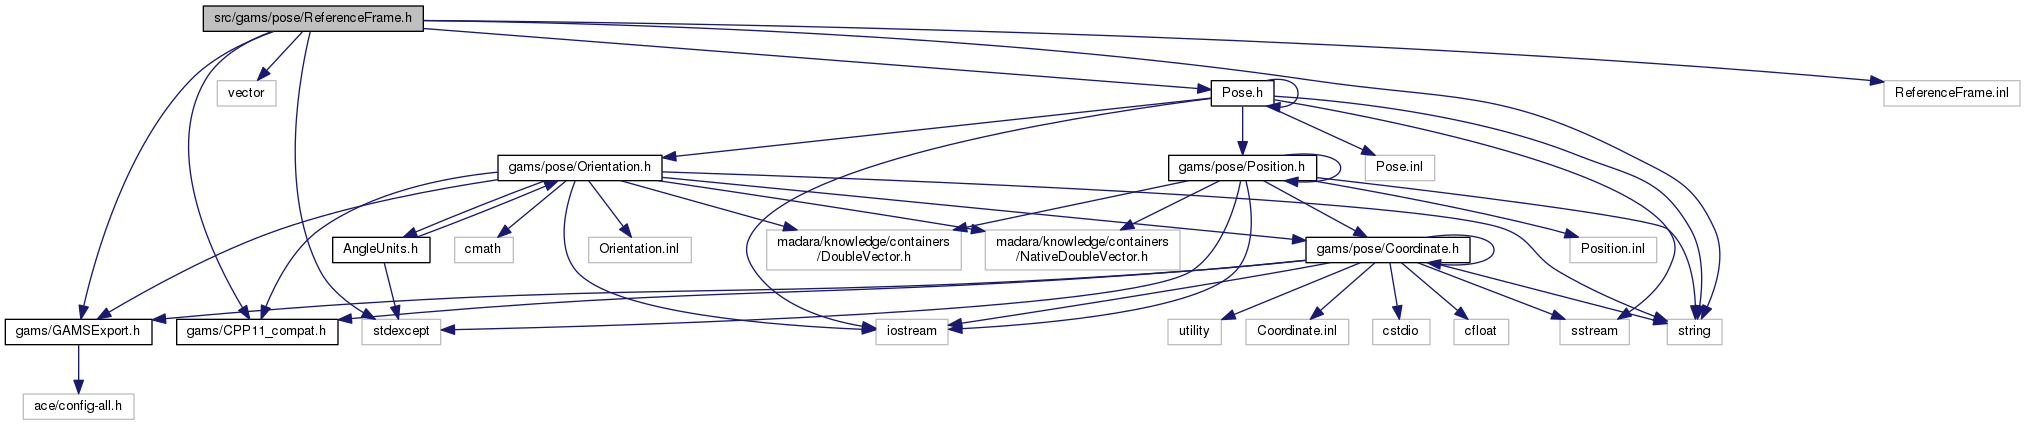 src/gams/pose/ReferenceFrame.h
vector
Pose.h
ReferenceFrame.inl
gams/pose/Orientation.h
gams/pose/Position.h
Pose.inl
AngleUnits.h
cmath
Orientation.inl
madara/knowledge/containers
/DoubleVector.h
madara/knowledge/containers
/NativeDoubleVector.h
gams/pose/Coordinate.h
Position.inl
gams/GAMSExport.h
gams/CPP11_compat.h
stdexcept
iostream
utility
Coordinate.inl
cstdio
cfloat
sstream
string
ace/config-all.h